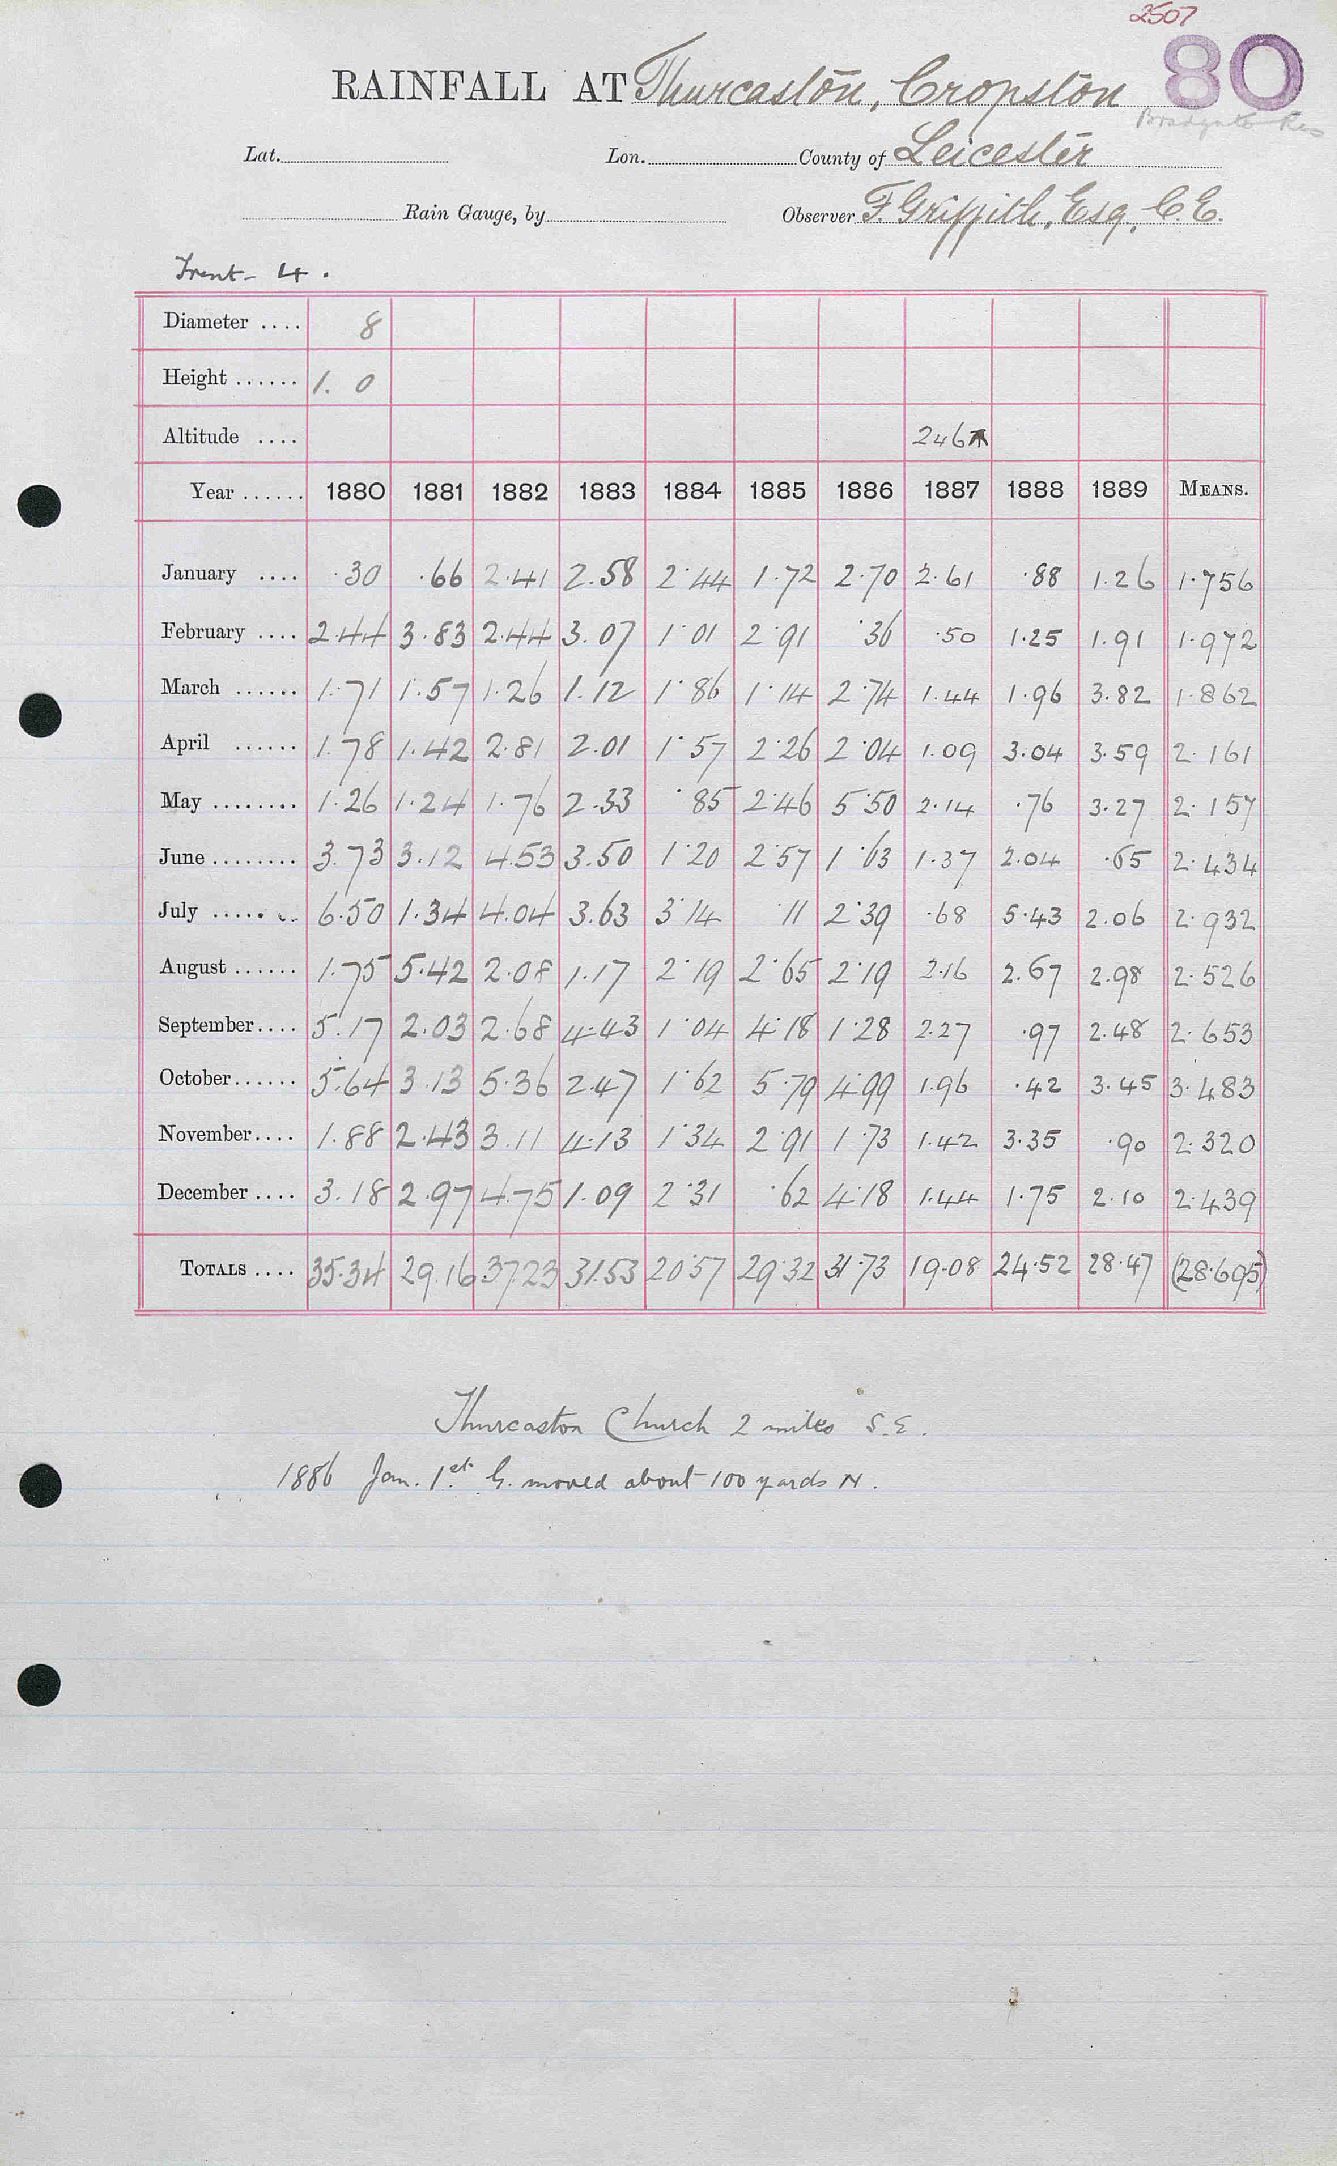 2507
RAINFALL AT Thurcaston, Cropston 80
Bradgate Res
Lat. Lon. County of Leicester
Rain Gauge, by Observer F. Griffith, Esq, C.E.
Trent - 4.
Diameter .... 8
Height ...... 1. 0
Altitude .... 246
Year ...... 1880 1881 1882 1883 1884 1885 1886 1887 1888 1889 MEANS.
January .... .30 .66 2.41 2.58 2.44 1.72 2.70 2.61 .88 1.26 1.756
February .... 2.44 3.83 2.44 3.07 1.01 2.91 .36 .50 1.25 1.91 1.972
March ...... 1.71 1.57 1.26 1.12 1.86 1.14 2.74 1.44 1.96 3.82 1.862
April ...... 1.78 1.42 2.81 2.01 1.57 2.26 2.04 1.09 3.04 3.59 2.161
May ........ 1.26 1.24 1.76 2.33 .85 2.46 5.50 2.14 .76 3.27 2.157
June ........ 3.73 3.12 4.53 3.50 1.20 2.57 1.63 1.37 2.04 .65 2.434
July ........ 6.50 1.34 4.04 3.63 3.14 .11 2.39 .68 5.43 2.06 2.932
August ...... 1.75 5.42 2.08 1.17 2.19 2.65 2.19 2.16 2.67 2.98 2.526
September .... 5.17 2.03 2.68 4.43 1.04 4.18 1.28 2.27 .97 2.48 2.653
October ...... 5.64 3.13 5.36 2.47 1.62 5.79 4.99 1.96 .42 3.45 3.483
November .... 1.88 2.43 3.11 4.13 1.34 2.91 1.73 1.42 3.35 .90 2.320
December .... 3.18 2.97 4.75 1.09 2.31 .62 4.18 1.44 1.75 2.10 2.439
TOTALS .... 35.34 29.16 37.23 31.53 20.57 29.32 31.73 19.08 24.52 28.47 (28.695)
Thurcaston Church 2 miles S.E.
1886 Jan. 1st. G. moved about 100 yards N.